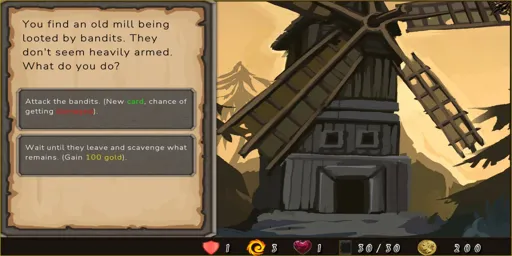 You find an old mill being
looted by bandits. They
don't seem heavily armed.
What do you do?
Attack the bandits. (New card, chance of
getting ).
Wait until they leave and scavenge what
remains. (Gain 100 gold).
1 3 1 30/30 200